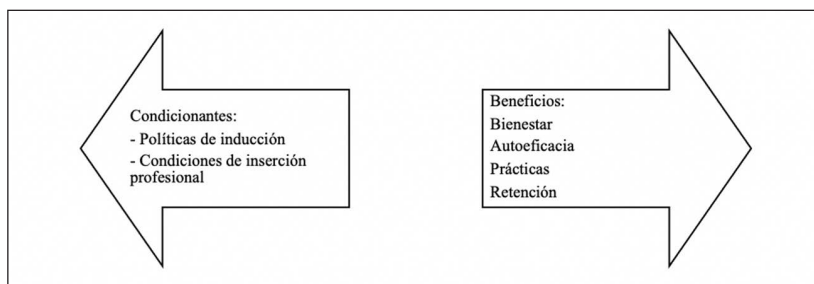 Condicionantes:
- Políticas de inducción
- Condiciones de inserción
profesional
Beneficios:
Bienestar
Autoeficacia
Prácticas
Retención